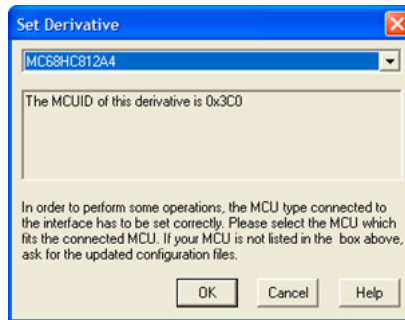 Set Derivative
MC68HC812A4
The MCUID of this derivative is 0x3C0
In order to perform some operations, the MCU type connected to
the interface has to be set correctly. Please select the MCU which
fits the connected MCU. If your MCU is not listed in the box above,
ask for the updated configuration files.
OK Cancel Help